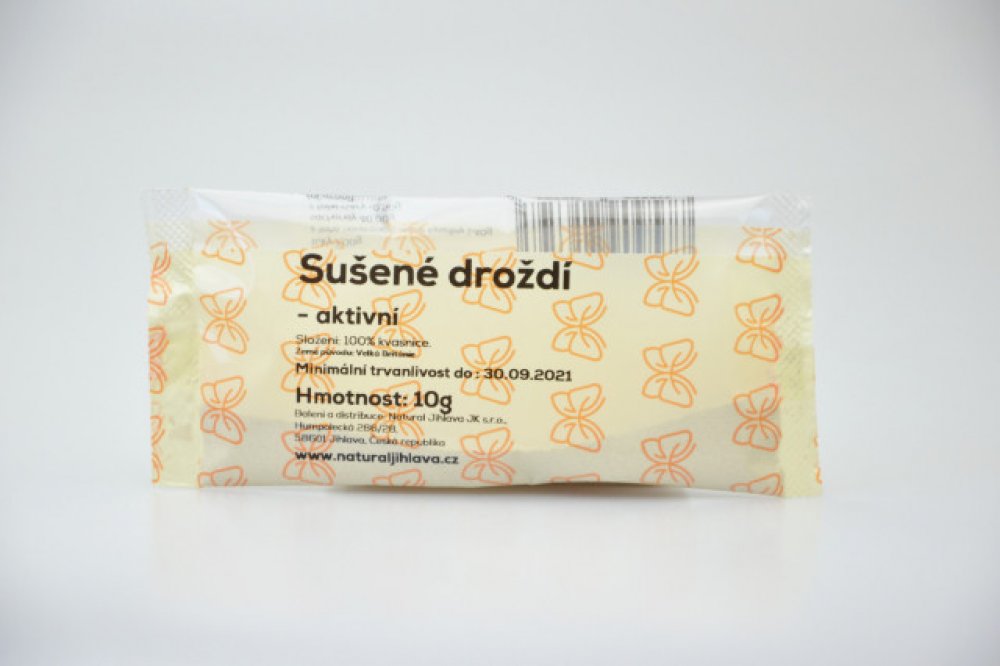 Sušené droždí
- aktivní
Složení: 100% kvasnice.
Země původu: Velká Británie
Minimální trvanlivost do : 30.09.2021
Hmotnost: 10g
Balení a distribuce: Natural Jihlava JK s.r.o.,
Humpolecká 286/28,
58601 Jihlava, Česká republika
www.naturaljihlava.cz